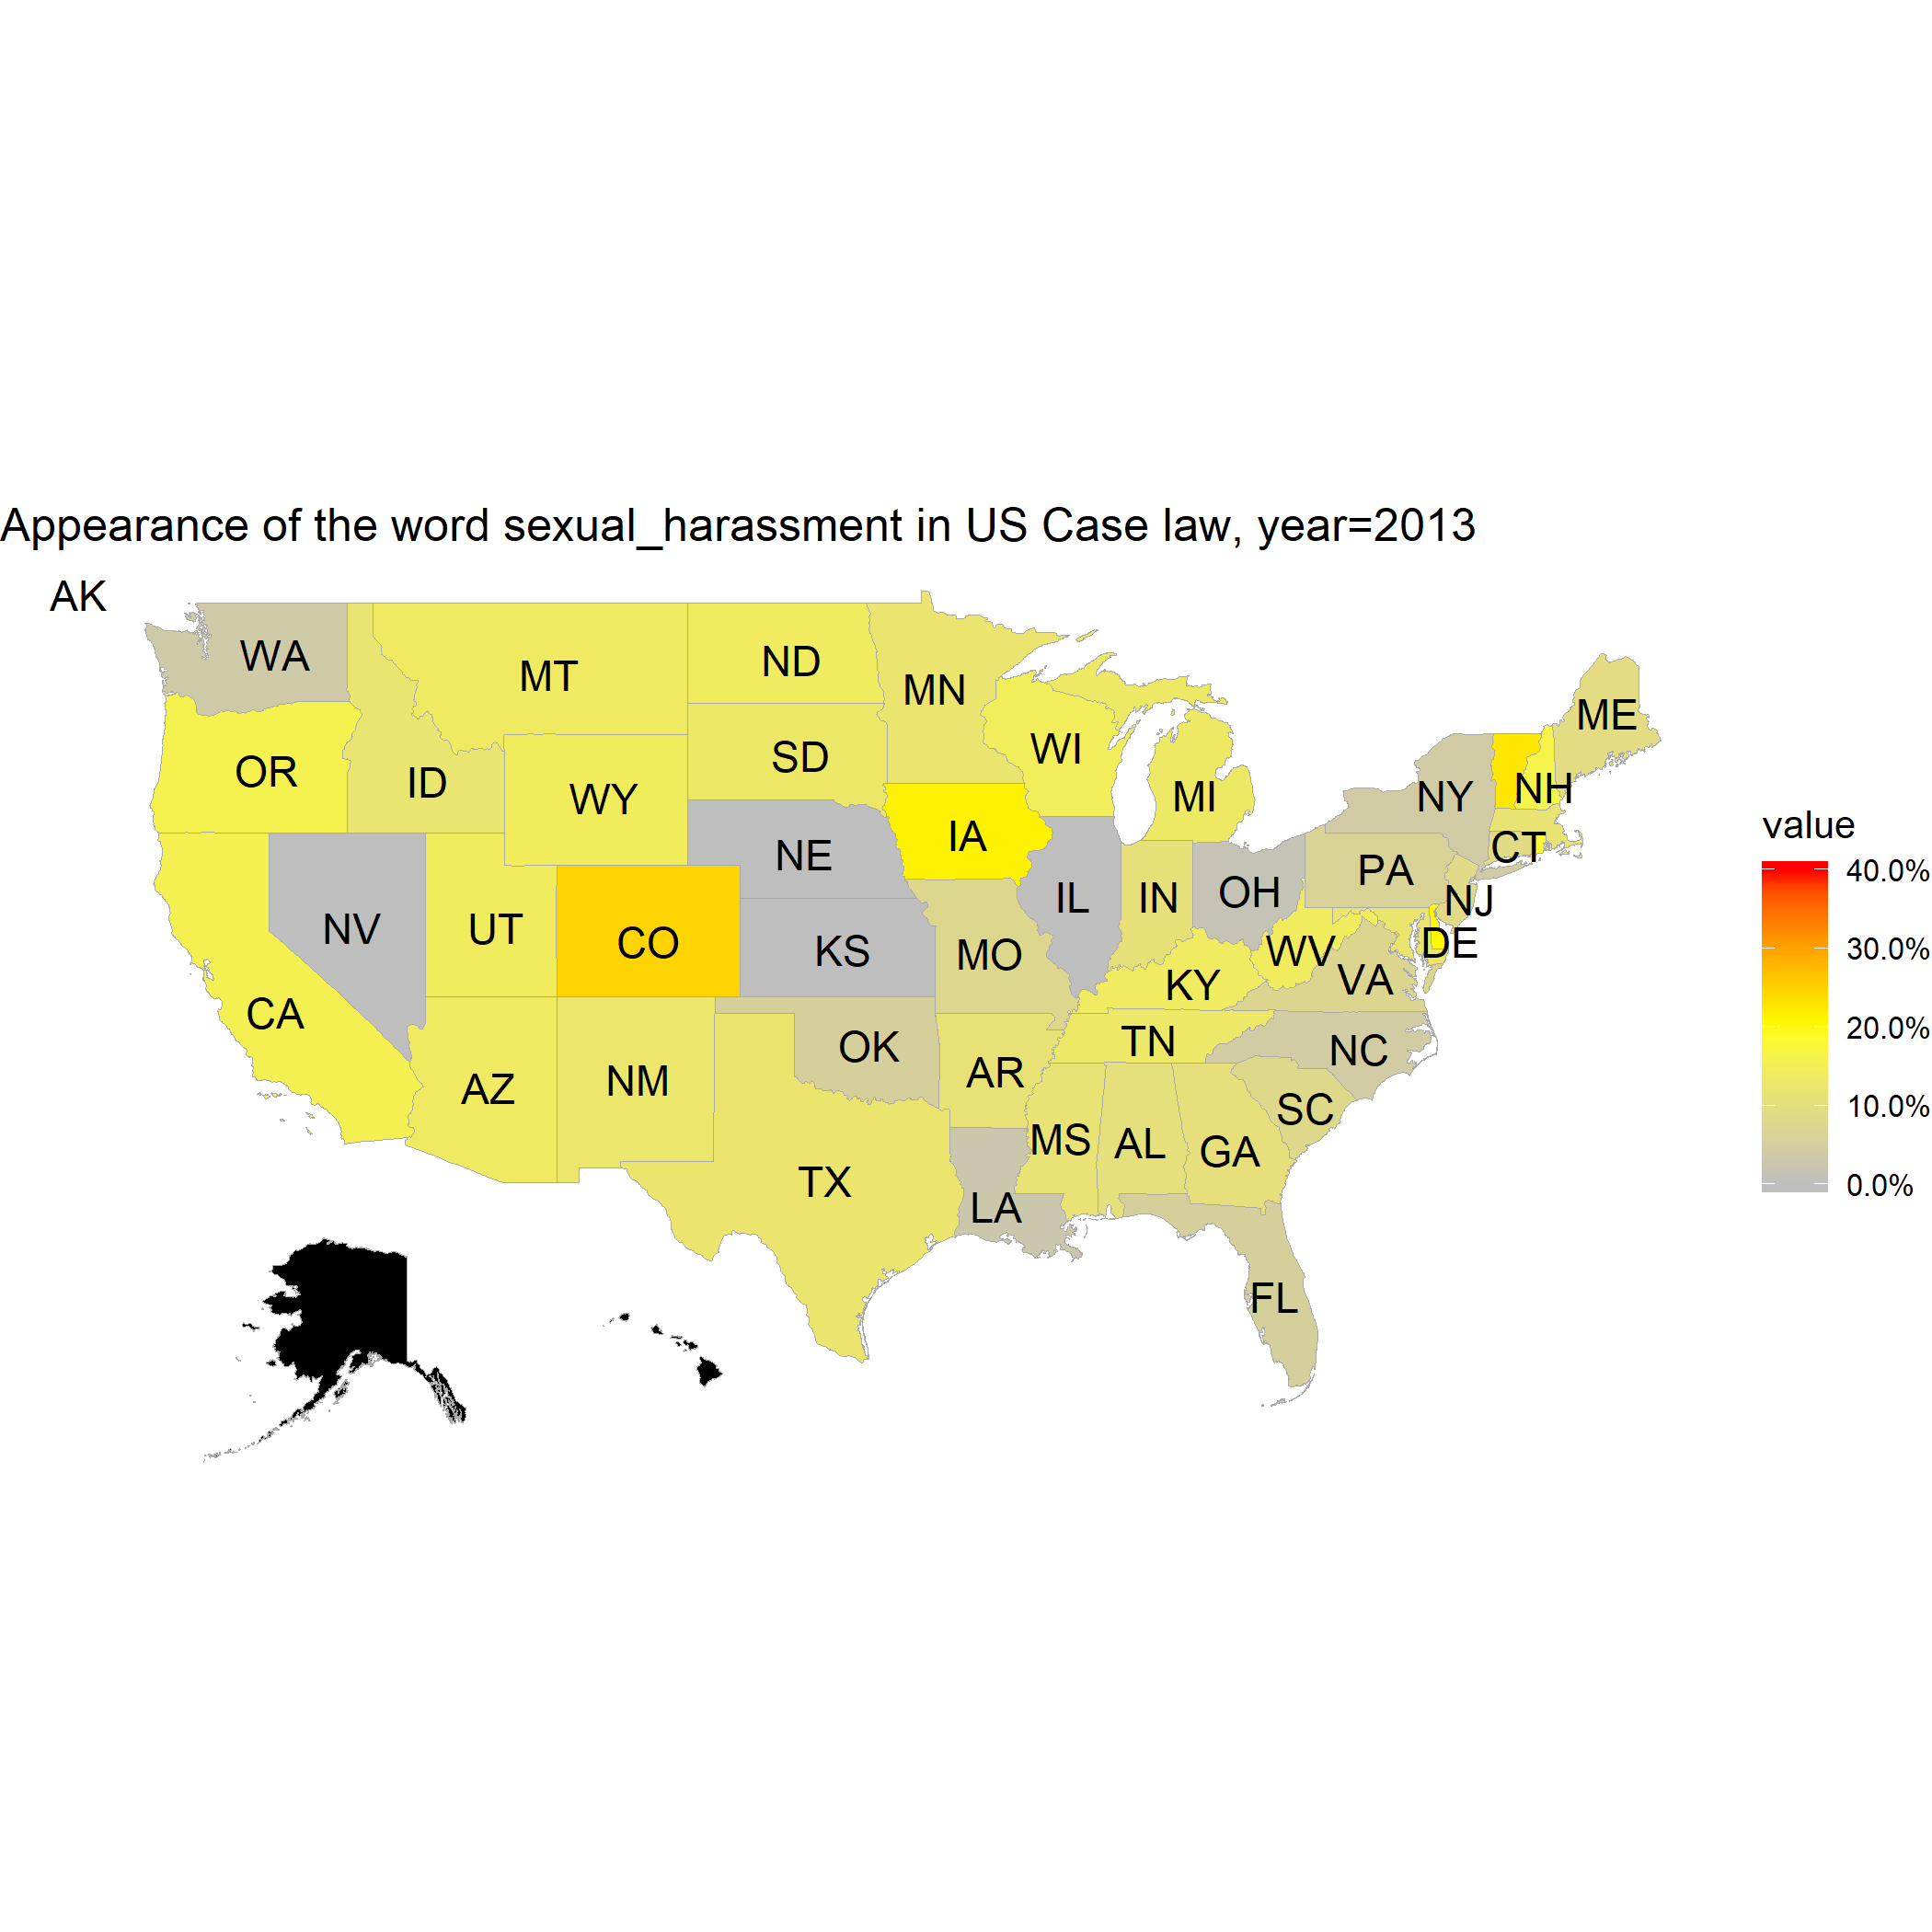 Appearance of the word sexual_harassment in US Case law, year=2013
AK
WA
MT
ND
MN
ME
OR
ID
WY
SD
WI
MI
NY
NH
IA
NE
CT
PA
value
NV
UT
CO
KS
MO
IL
IN
OH
NJ
40.0%
WV
DE
30.0%
CA
KY
VA
20.0%
OK
TN
NC
AZ
NM
AR
10.0%
MS
AL
GA
SC
TX
LA
0.0%
FL